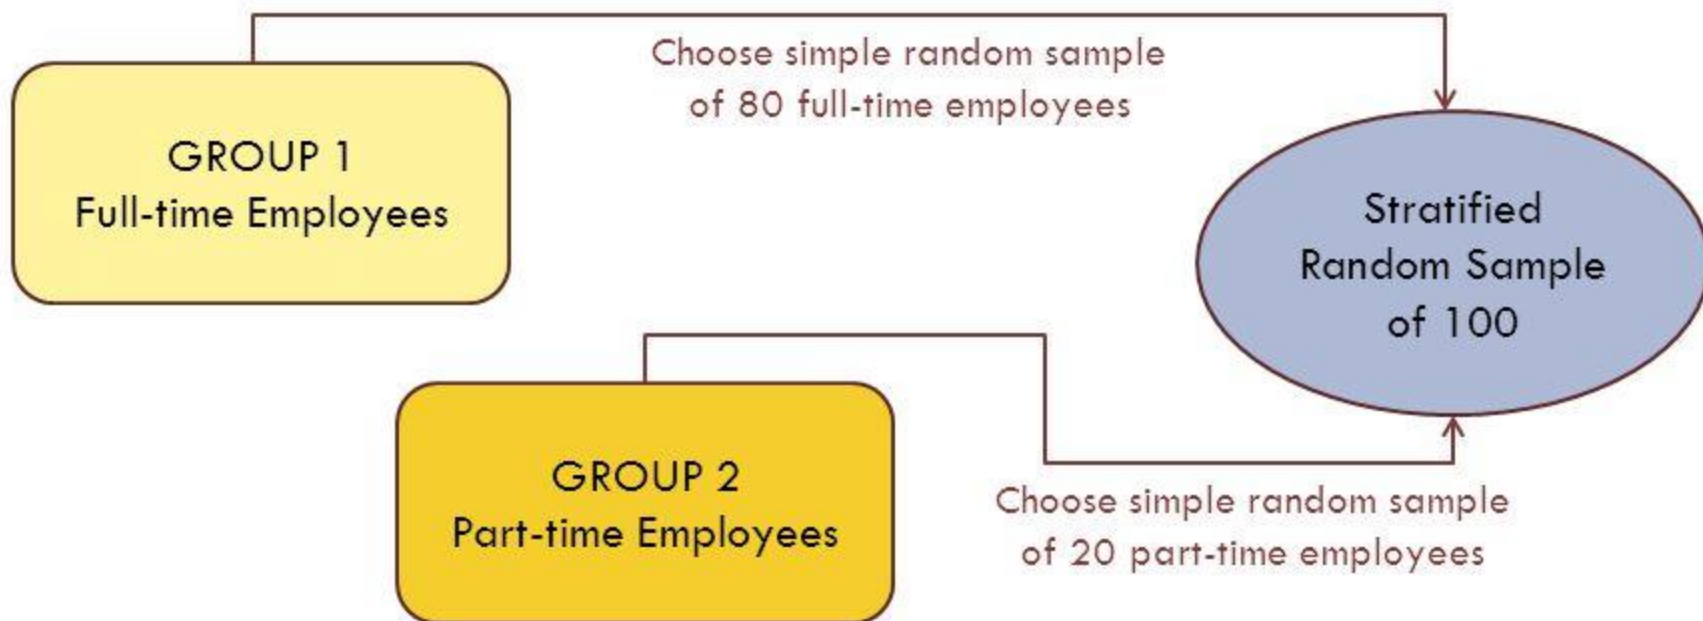 Choose simple random sample
of 80 full-time employees
GROUP 1
Full-time Employees
Stratified
Random Sample
of 100
GROUP 2
Part-time Employees
Choose simple random sample
of 20 part-time employees